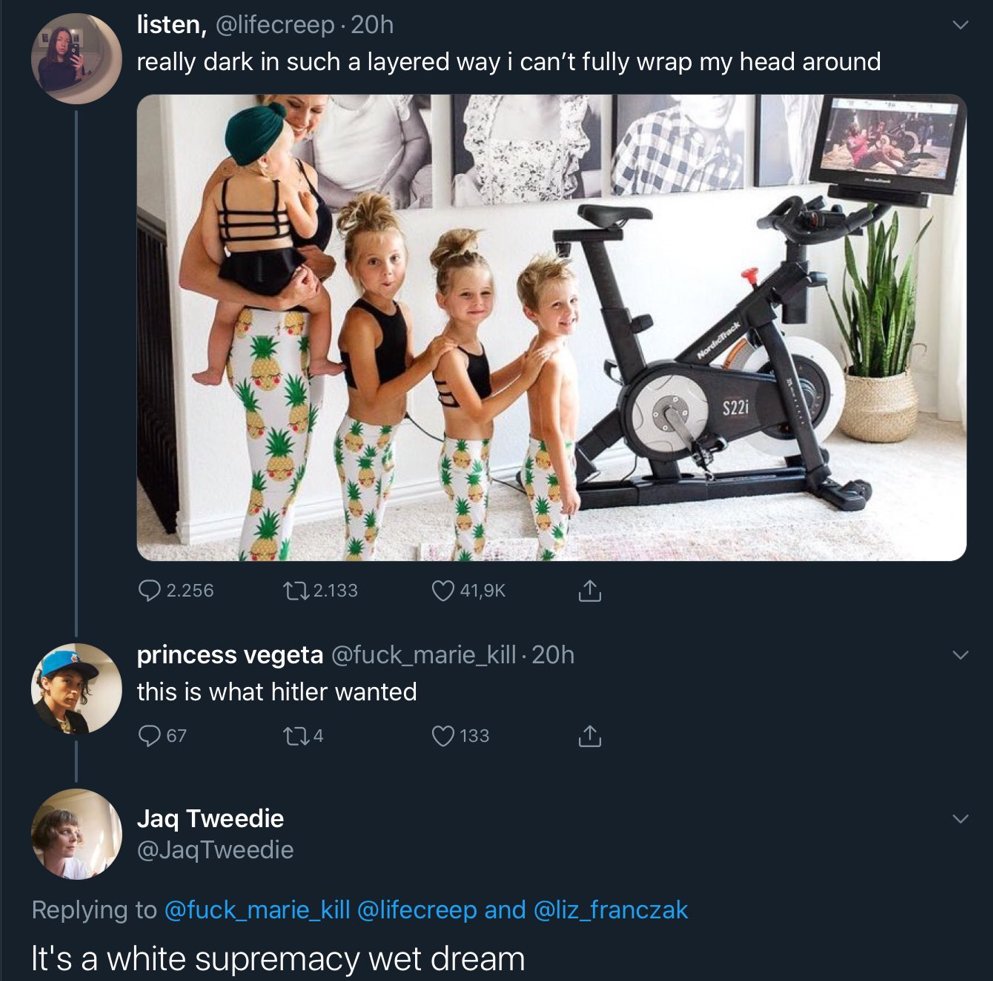 listen, @lifecreep · 20h
really dark in such a layered way i can’t fully wrap my head around
NordicTrack
NordicTrack
S22i
2.256 2.133 41,9K
princess vegeta @fuck_marie_kill · 20h
this is what hitler wanted
67 4 133
Jaq Tweedie
@JaqTweedie
Replying to @fuck_marie_kill @lifecreep and @liz_franczak
It's a white supremacy wet dream